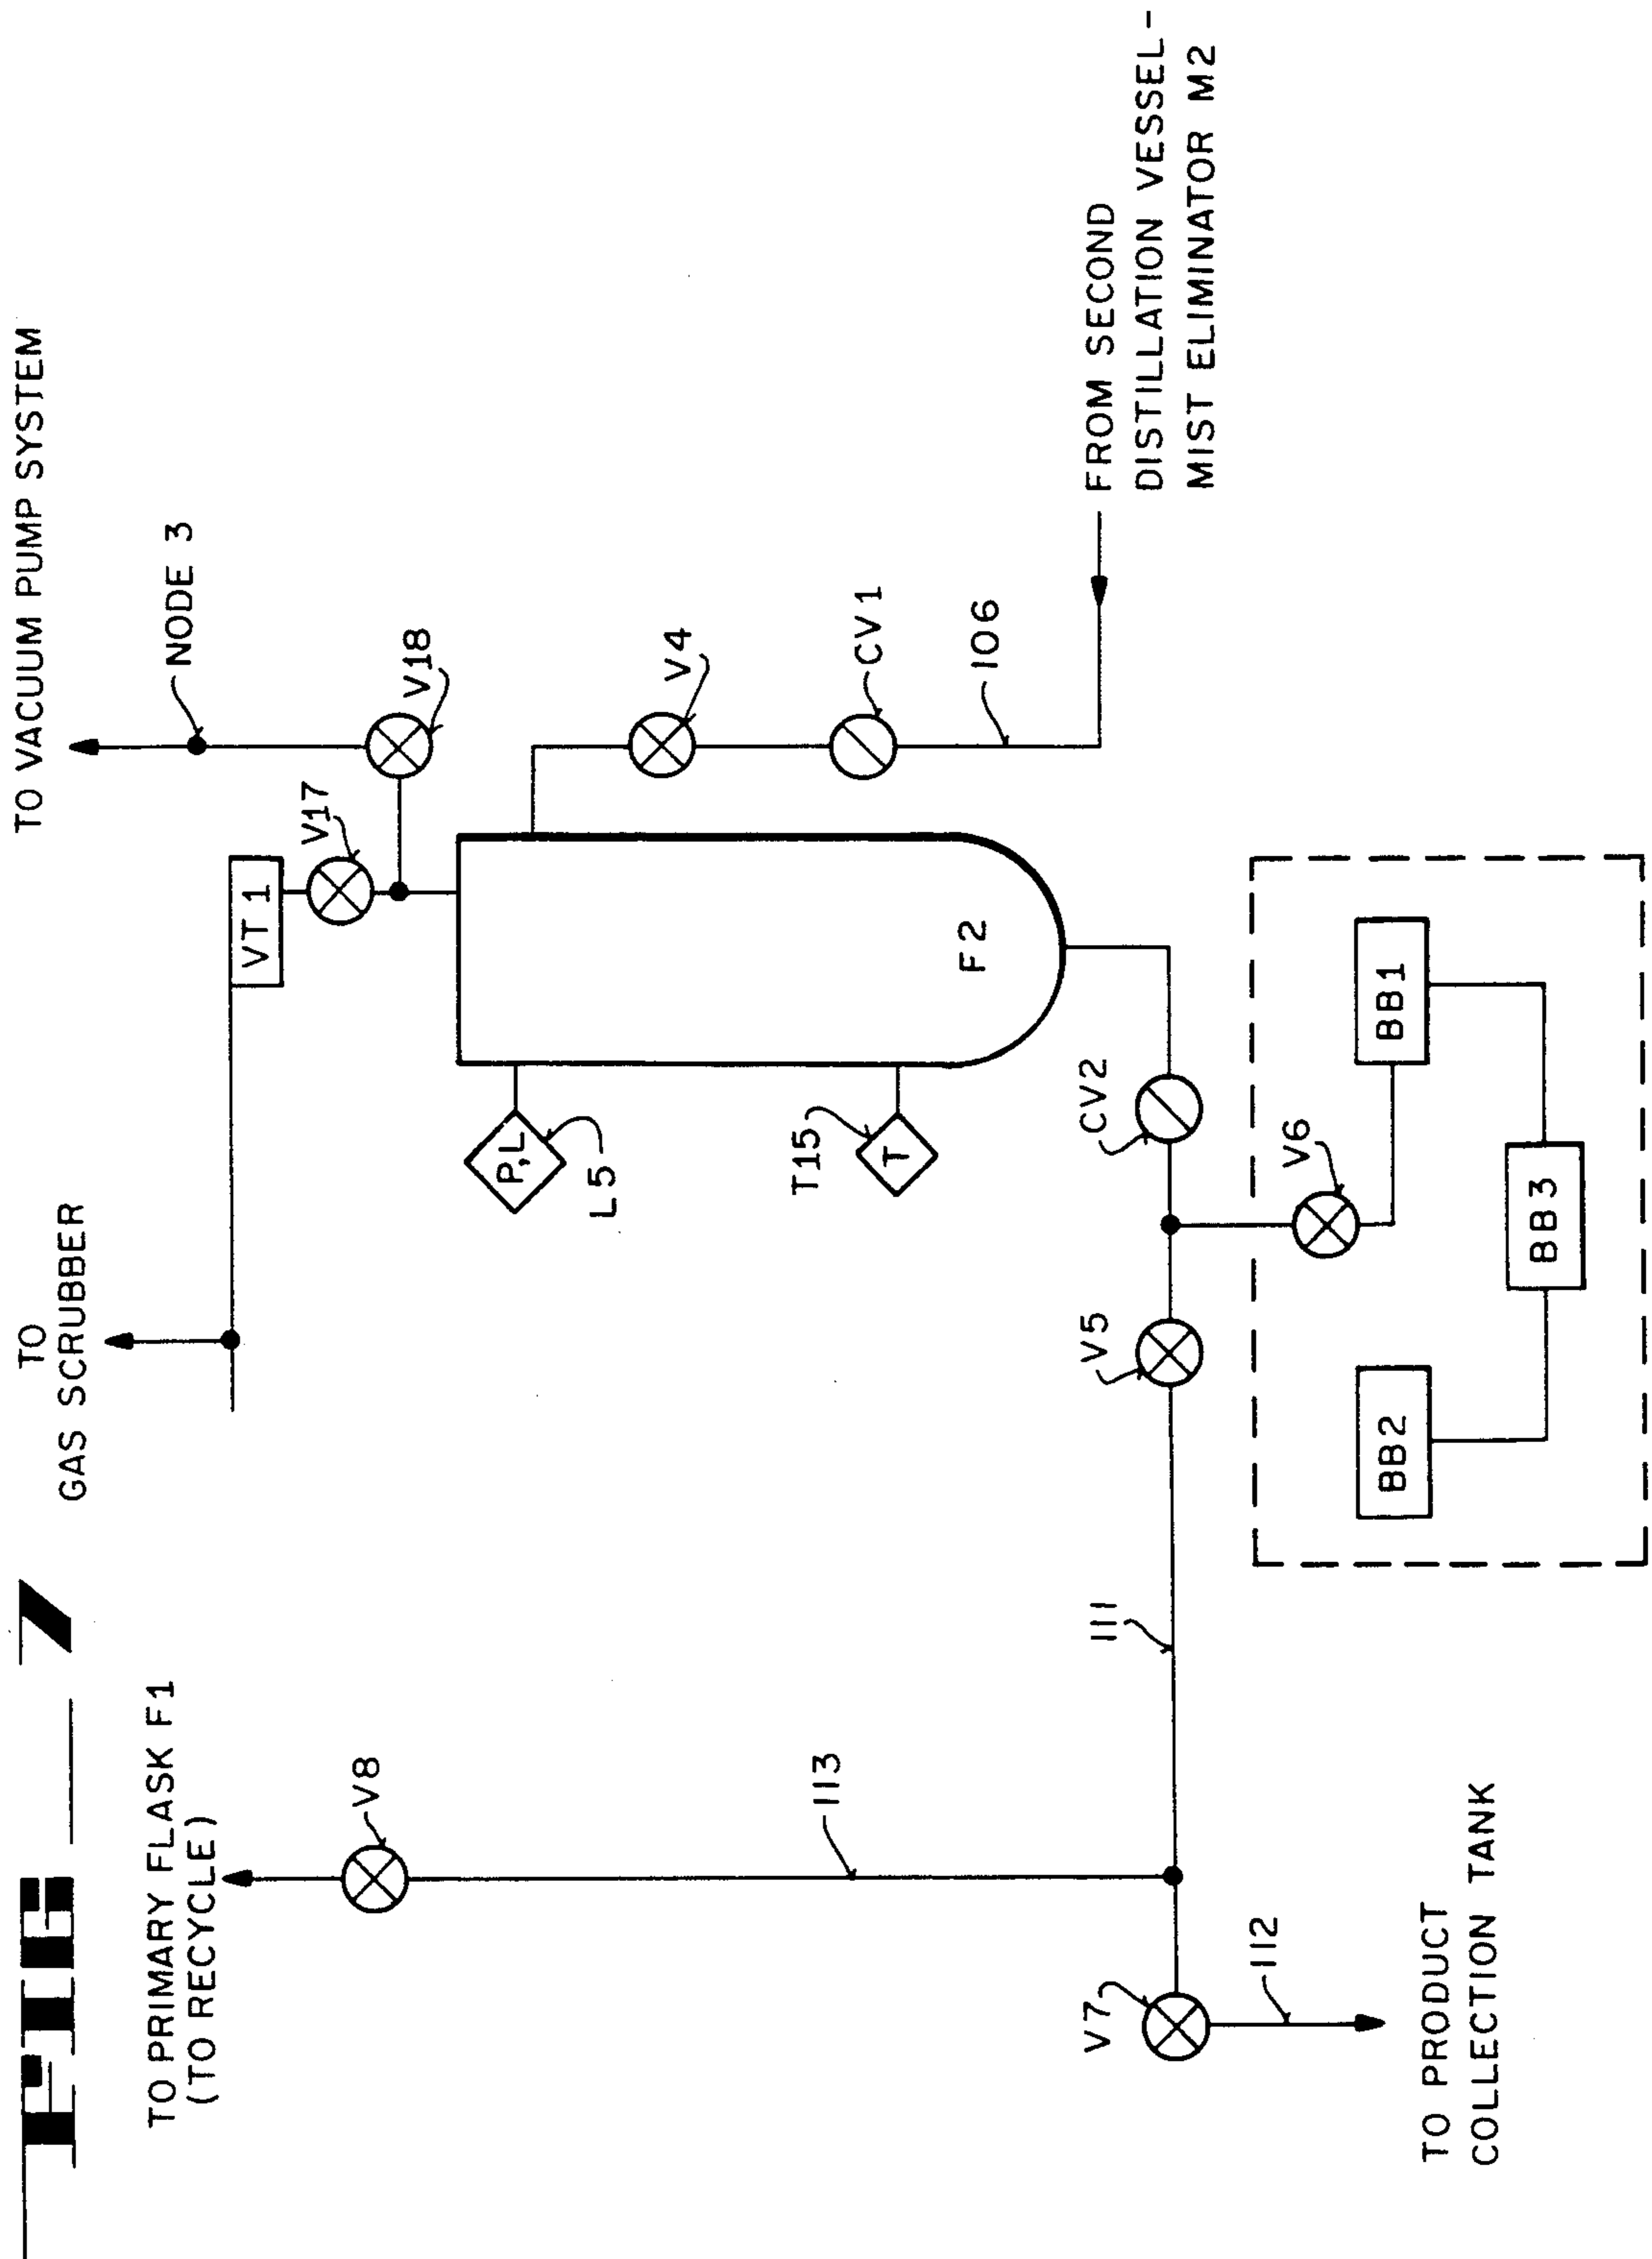 FIG 7
TO PRIMARY FLASK F1
(TO RECYCLE)
TO
GAS SCRUBBER
TO VACUUM PUMP SYSTEM
NODE 3
VT1
V17
V18
V8
P,L
L5
V4
CV1
106
113
T15
T
F2
FROM SECOND
DISTILLATION VESSEL-
MIST ELIMINATOR M2
V7
111
V5
CV2
112
V6
BB2
BB1
BB3
TO PRODUCT
COLLECTION TANK